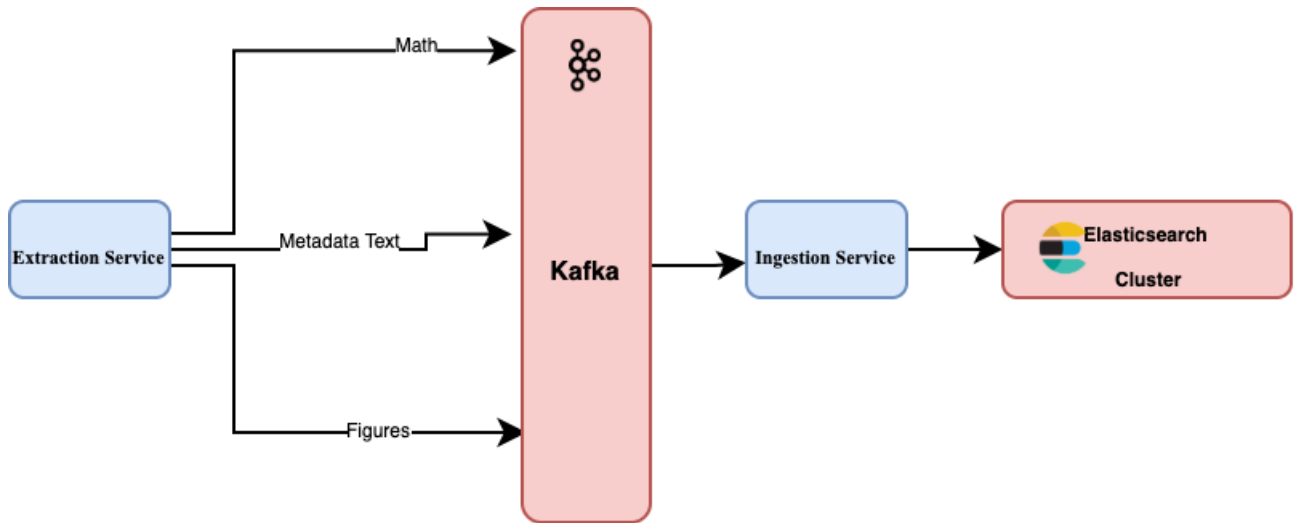 Math
Extraction Service
Metadata Text
Figures
Kafka
Ingestion Service
Elasticsearch
Cluster